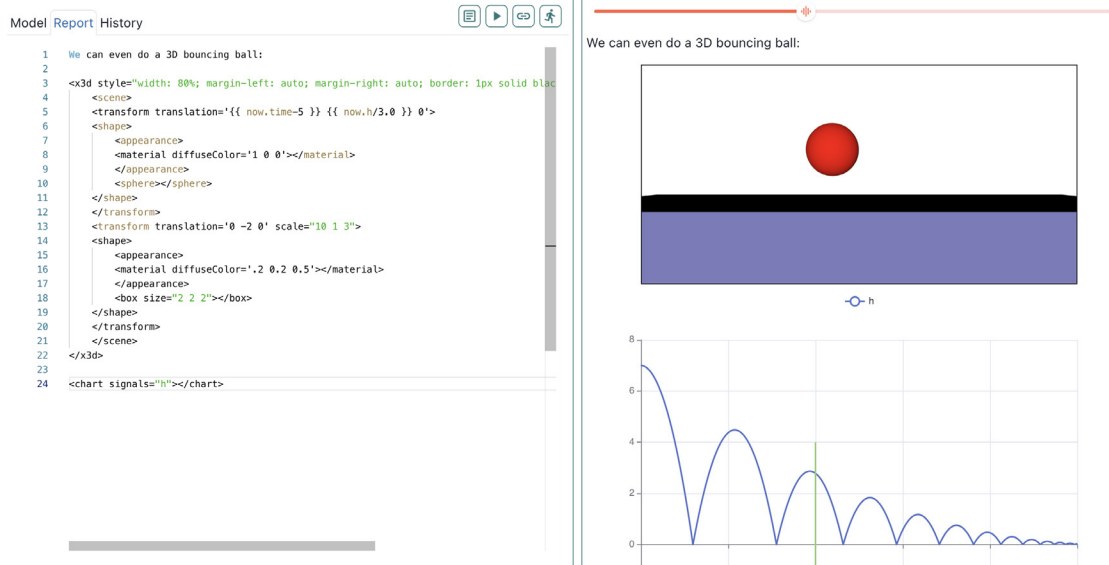 Model Report History
1 We can even do a 3D bouncing ball:
2
3 <x3d style="width: 80%; margin-left: auto; margin-right: auto; border: 1px solid blac
4 <scene>
5 <transform translation='{{ now.time-5 }} {{ now.h/3.0 }} 0'>
6 <shape>
7 <appearance>
8 <material diffuseColor='1 0 0'></material>
9 </appearance>
10 <sphere></sphere>
11 </shape>
12 </transform>
13 <transform translation='0 -2 0' scale="10 1 3">
14 <shape>
15 <appearance>
16 <material diffuseColor='.2 0.2 0.5'></material>
17 </appearance>
18 <box size="2 2 2"></box>
19 </shape>
20 </transform>
21 </scene>
22 </x3d>
23
24 <chart signals="h"></chart>
We can even do a 3D bouncing ball:
h
8
6
4
2
0